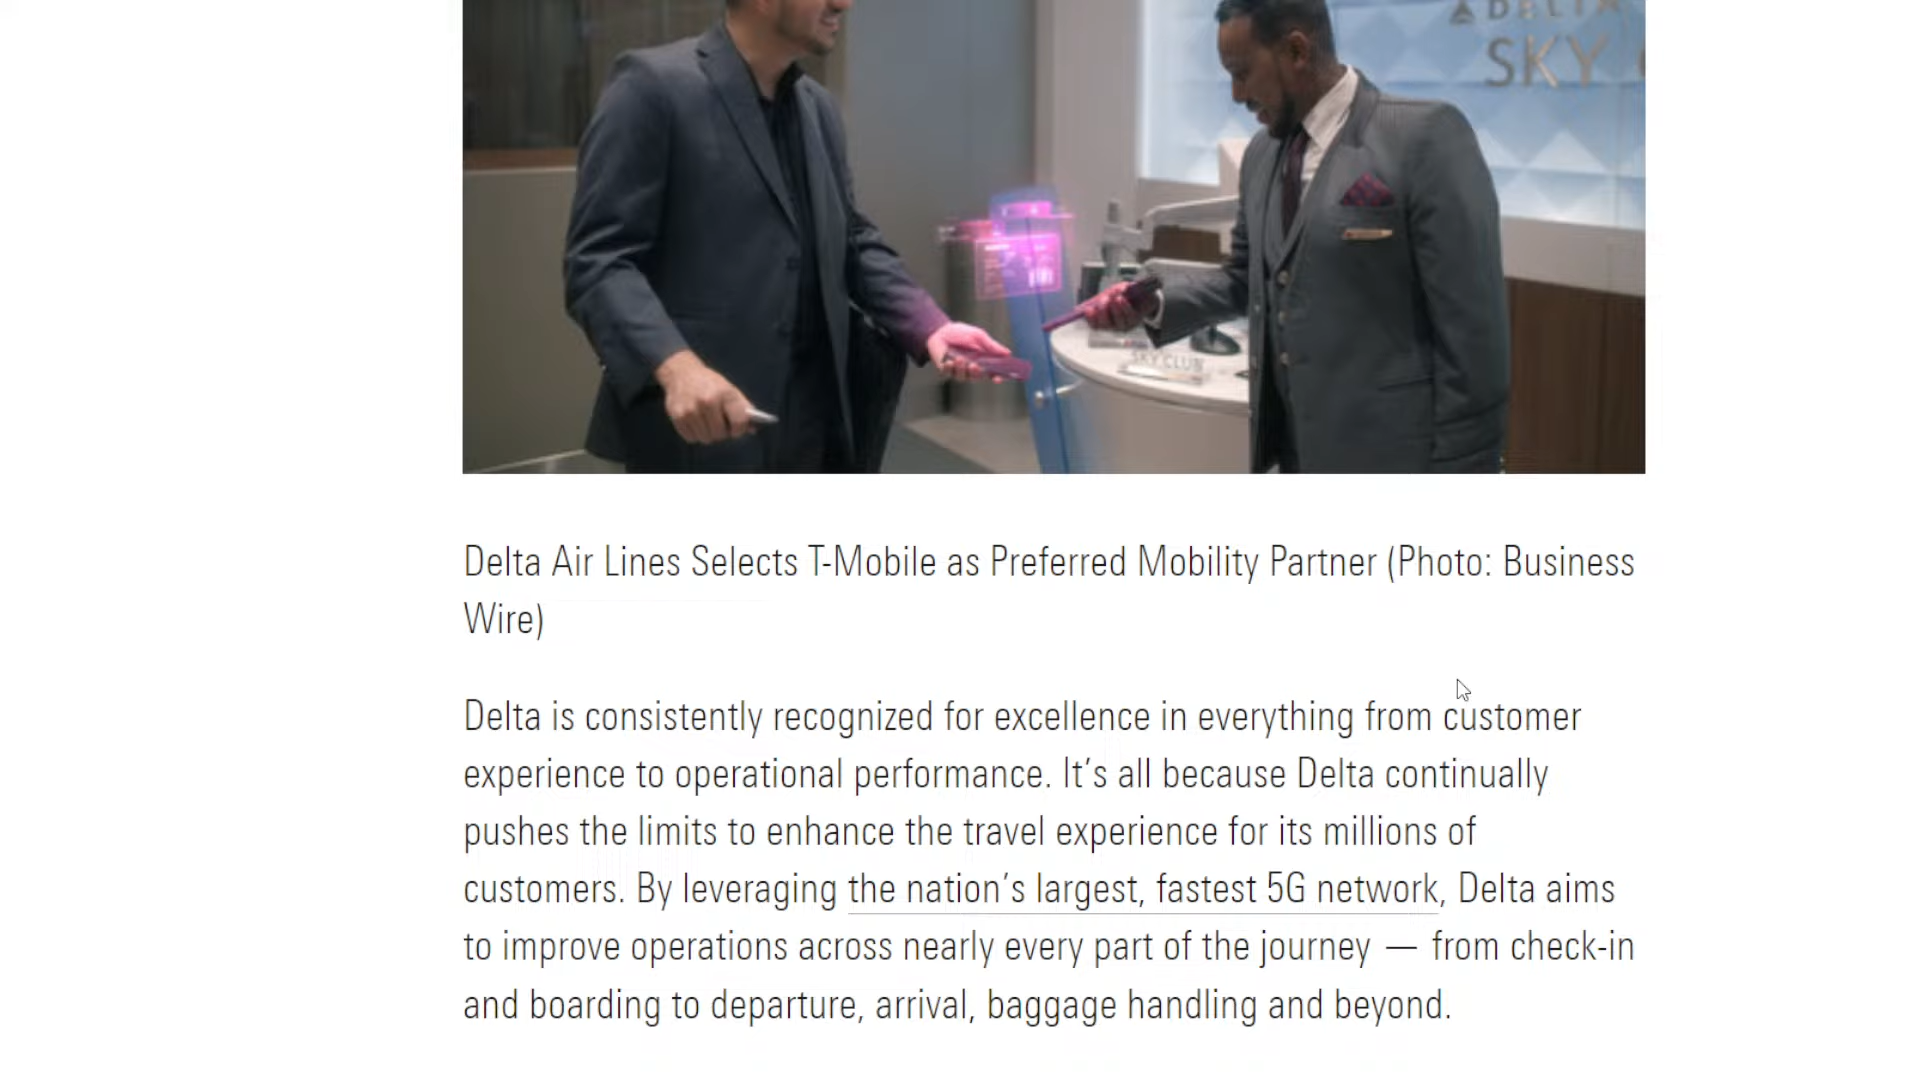 DELTA
SKY
SKY CLUB
Delta Air Lines Selects T-Mobile as Preferred Mobility Partner (Photo: Business
Wire)
Delta is consistently recognized for excellence in everything from customer
experience to operational performance. It’s all because Delta continually
pushes the limits to enhance the travel experience for its millions of
customers. By leveraging the nation’s largest, fastest 5G network, Delta aims
to improve operations across nearly every part of the journey — from check-in
and boarding to departure, arrival, baggage handling and beyond.